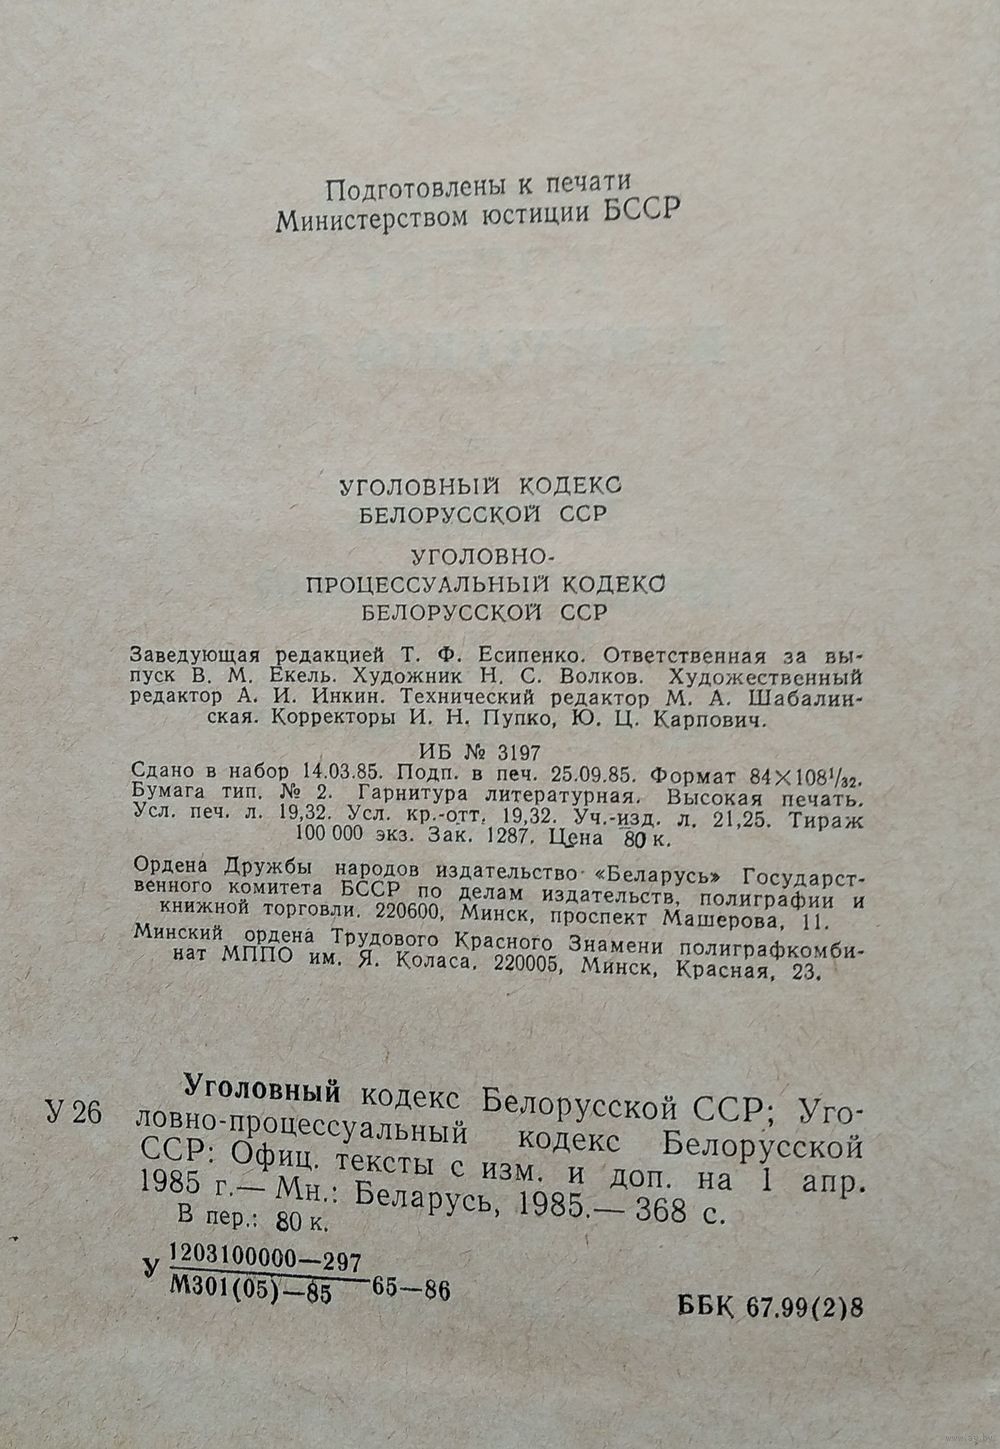 Подготовлены к печати
Министерством юстиции БССР
УГОЛОВНЫЙ КОДЕКС
БЕЛОРУССКОЙ ССР
УГОЛОВНО-
ПРОЦЕССУАЛЬНЫЙ КОДЕКС
БЕЛОРУССКОЙ ССР
Заведующая редакцией Т. Ф. Есипенко. Ответственная за вы-
пуск В. М. Екель. Художник Н. С. Волков. Художественный
редактор А. И. Инкин. Технический редактор М. А. Шабалин-
ская. Корректоры И. Н. Пупко, Ю. Ц. Карпович.
ИБ № 3197
Сдано в набор 14.03.85. Подп. в печ. 25.09.85. Формат 84×108¹/₃₂.
Бумага тип. № 2. Гарнитура литературная. Высокая печать.
Усл. печ. л. 19,32. Усл. кр.-отт. 19,32. Уч.-изд. л. 21,25. Тираж
100 000 экз. Зак. 1287. Цена 80 к.
Ордена Дружбы народов издательство «Беларусь» Государст-
венного комитета БССР по делам издательств, полиграфии и
книжной торговли. 220600, Минск, проспект Машерова, 11.
Минский ордена Трудового Красного Знамени полиграфкомби-
нат МППО им. Я. Коласа. 220005, Минск, Красная, 23.
Уголовный кодекс Белорусской ССР; Уго-
У 26 ловно-процессуальный кодекс Белорусской
ССР: Офиц. тексты с изм. и доп. на 1 апр.
1985 г.— Мн.: Беларусь, 1985.— 368 с.
В пер.: 80 к.
У 1203100000—297
М301(05)—85 65—86
ББК 67.99(2)8
www.ay.by